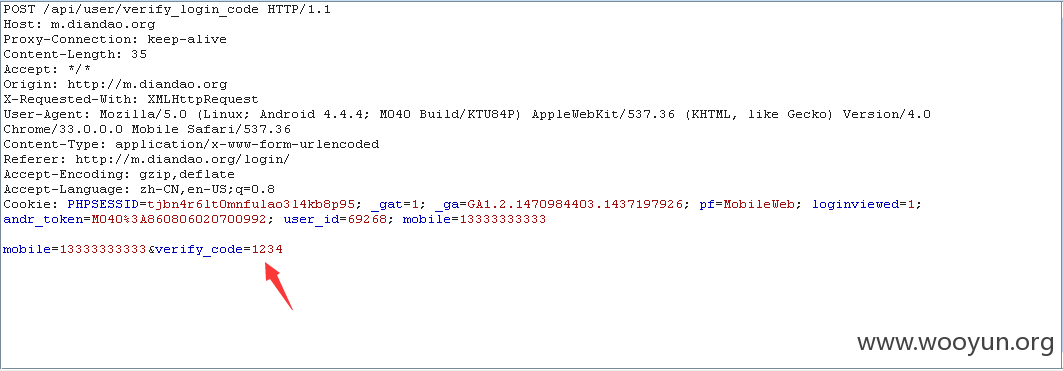 POST /api/user/verify_login_code HTTP/1.1
Host: m.diandao.org
Proxy-Connection: keep-alive
Content-Length: 35
Accept: */*
Origin: http://m.diandao.org
X-Requested-With: XMLHttpRequest
User-Agent: Mozilla/5.0 (Linux; Android 4.4.4; MO40 Build/KTU84P) AppleWebKit/537.36 (KHTML, like Gecko) Version/4.0
Chrome/33.0.0.0 Mobile Safari/537.36
Content-Type: application/x-www-form-urlencoded
Referer: http://m.diandao.org/login/
Accept-Encoding: gzip,deflate
Accept-Language: zh-CN,en-US;q=0.8
Cookie: PHPSESSID=tjbn4r6lt0mnfulao3l4kb8p95; _gat=1; _ga=GA1.2.1470984403.1437197926; pf=MobileWeb; loginviewed=1;
andr_token=MO40%3A860806020700992; user_id=69268; mobile=13333333333
mobile=13333333333&verify_code=1234
www.wooyun.org